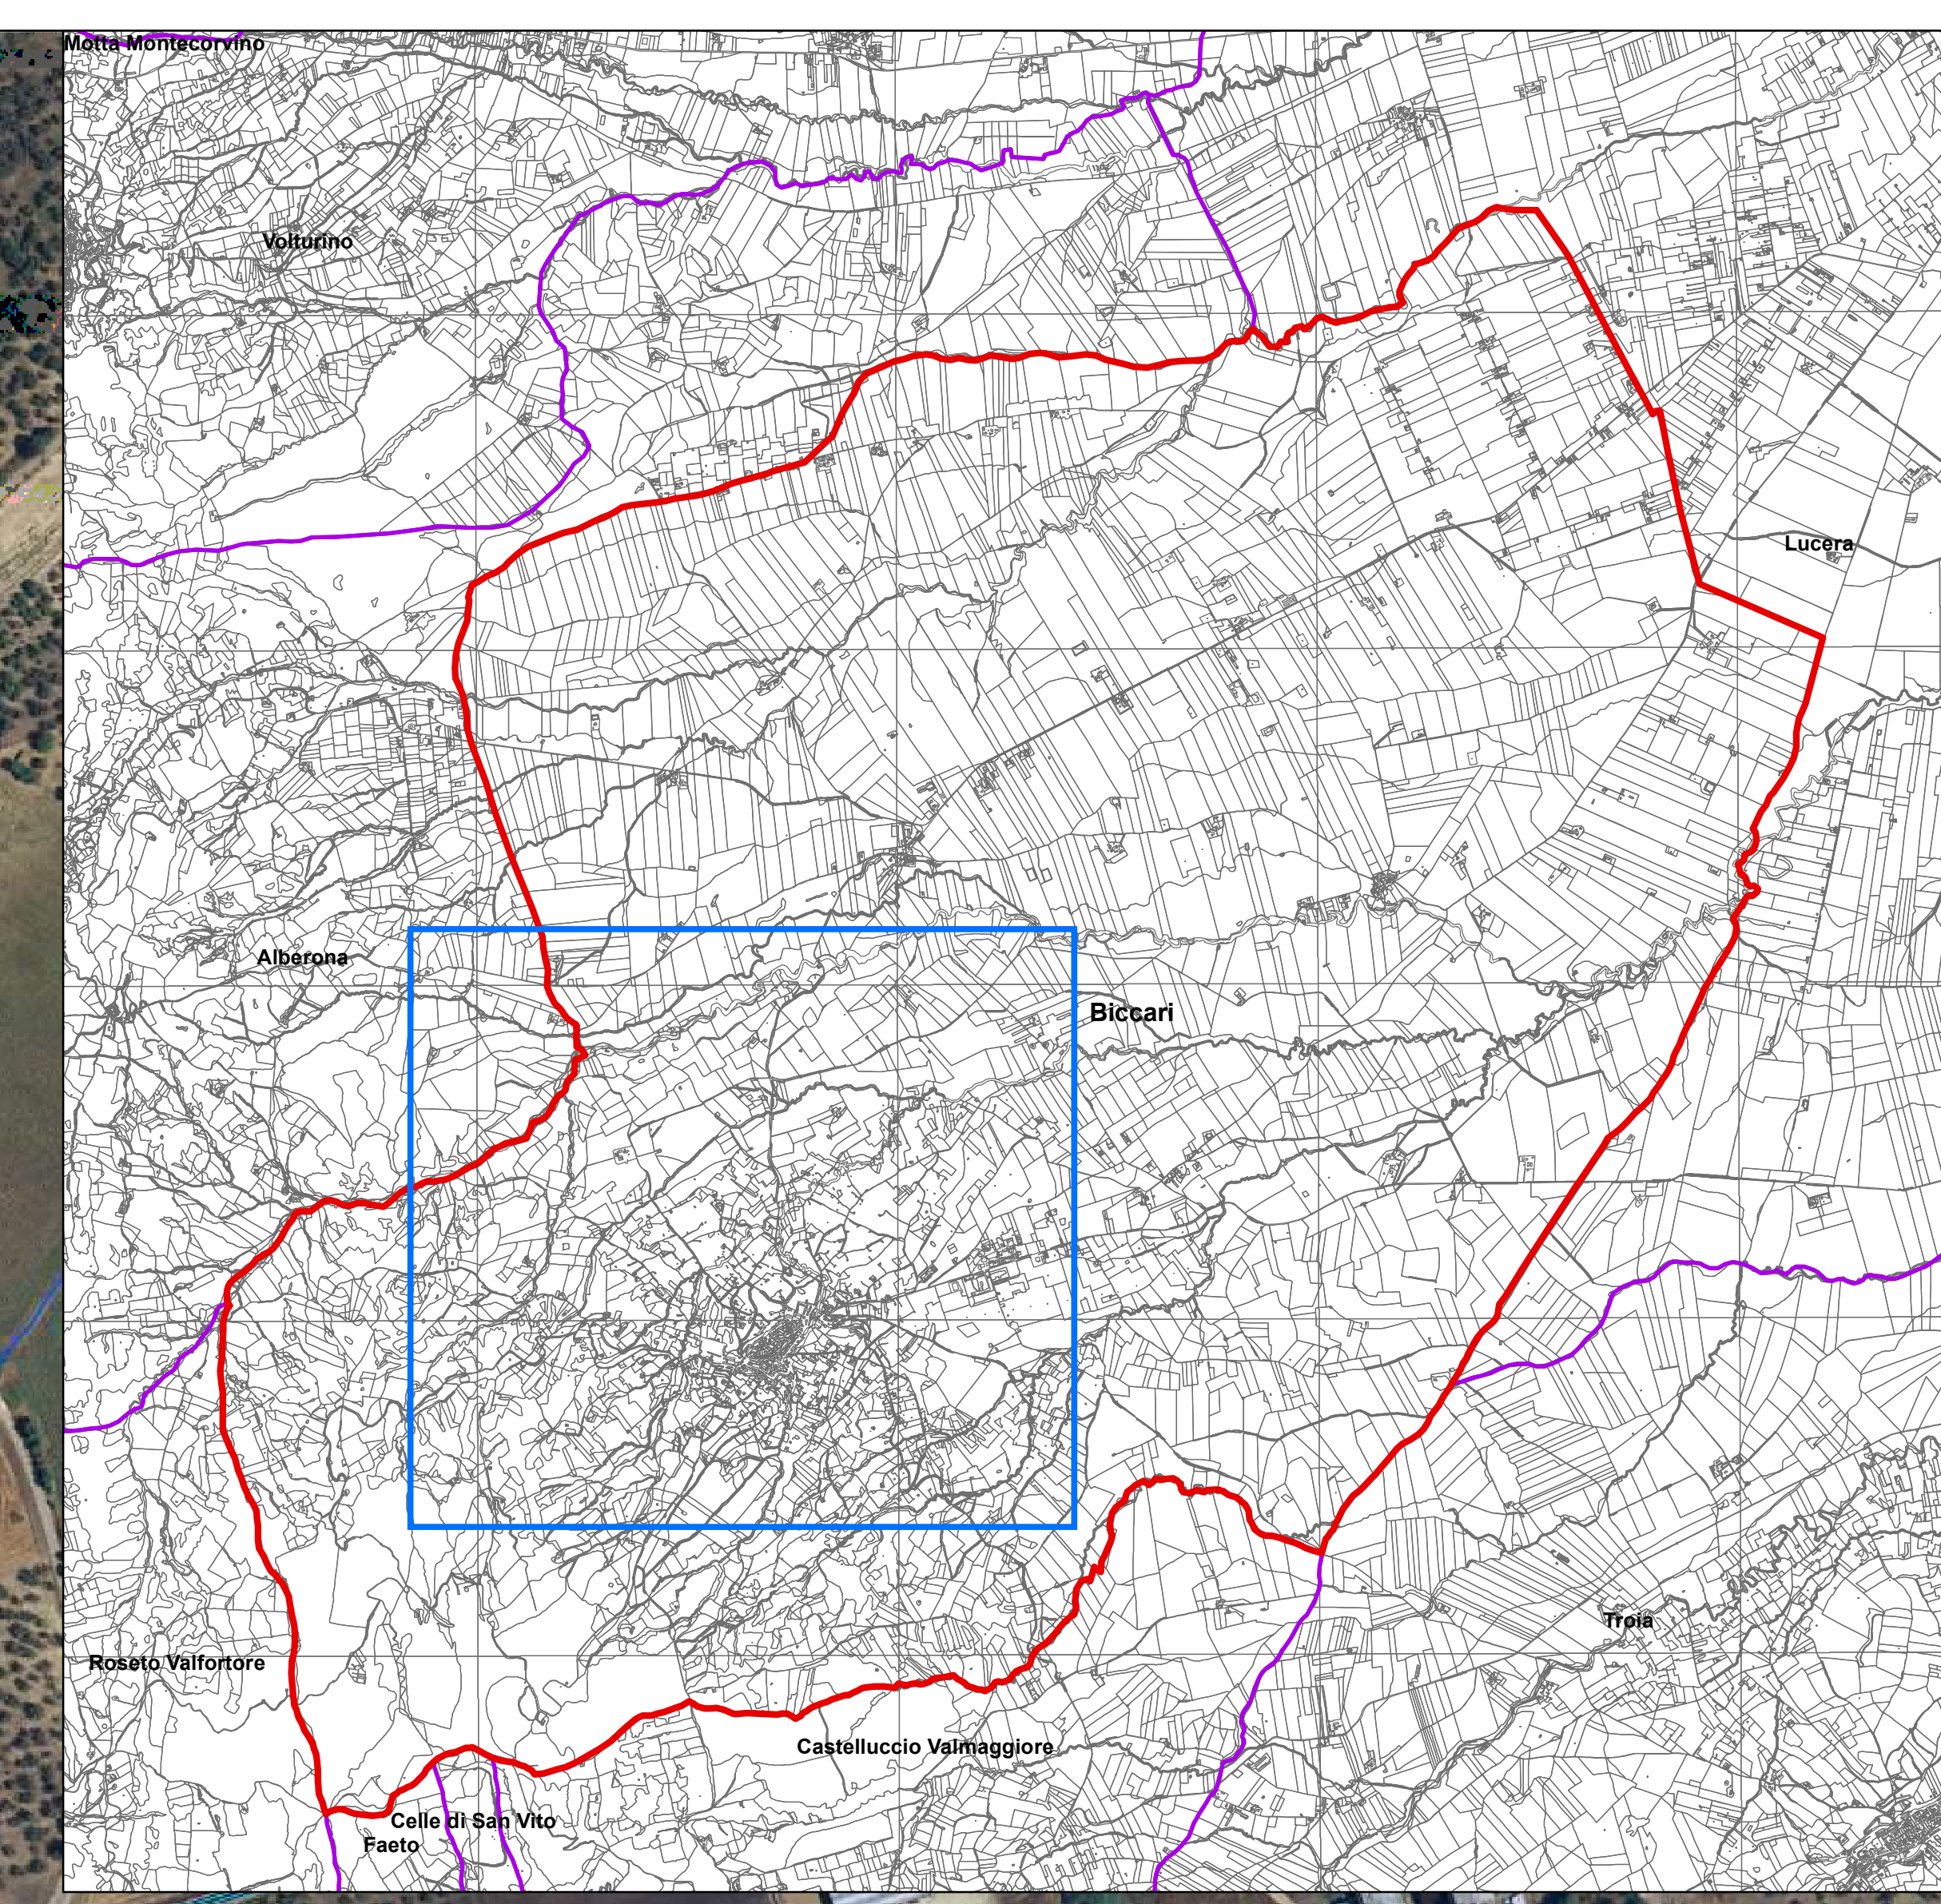 Motta Montecorvino
Volturino
Lucera
Alberona
Biccari
Troia
Roseto Valfortore
Castelluccio Valmaggiore
Celle di San Vito
Faeto